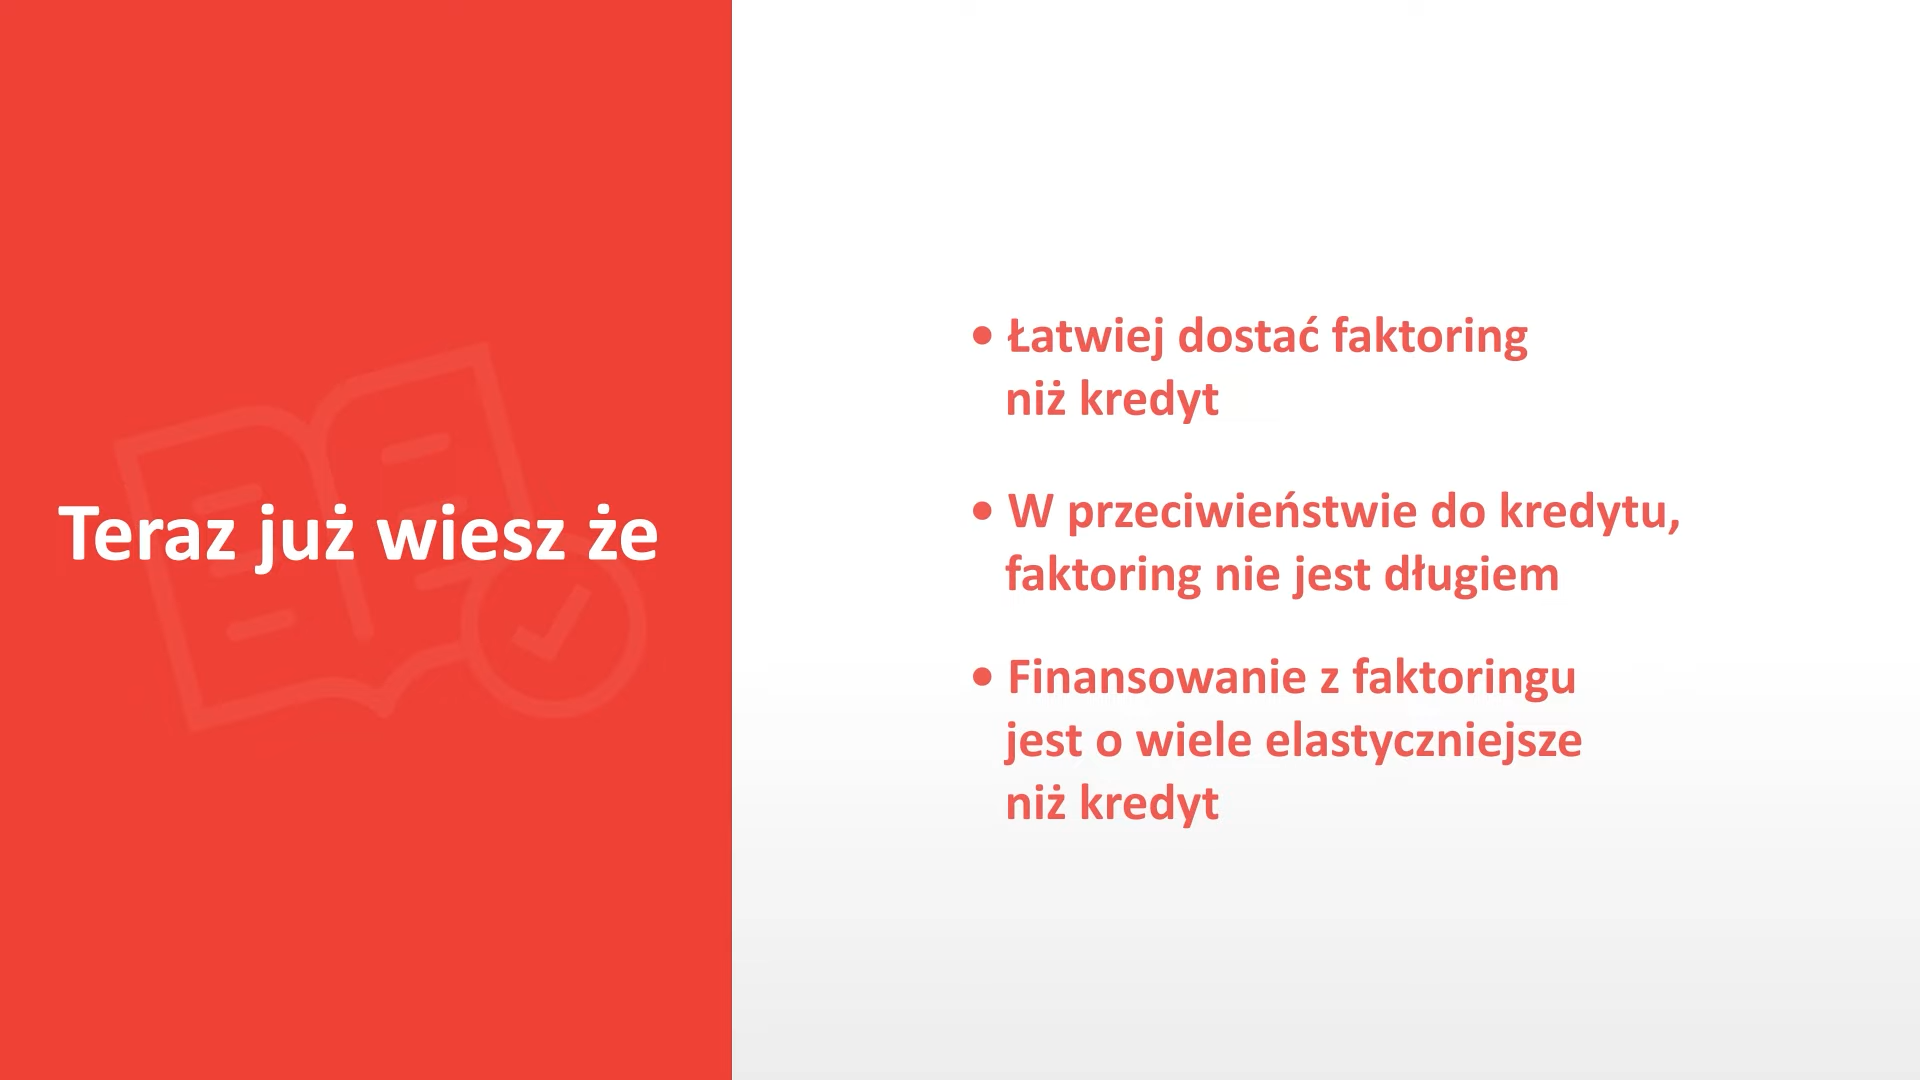 Teraz już wiesz że
• Łatwiej dostać faktoring
niż kredyt
• W przeciwieństwie do kredytu,
faktoring nie jest długiem
• Finansowanie z faktoringu
jest o wiele elastyczniejsze
niż kredyt